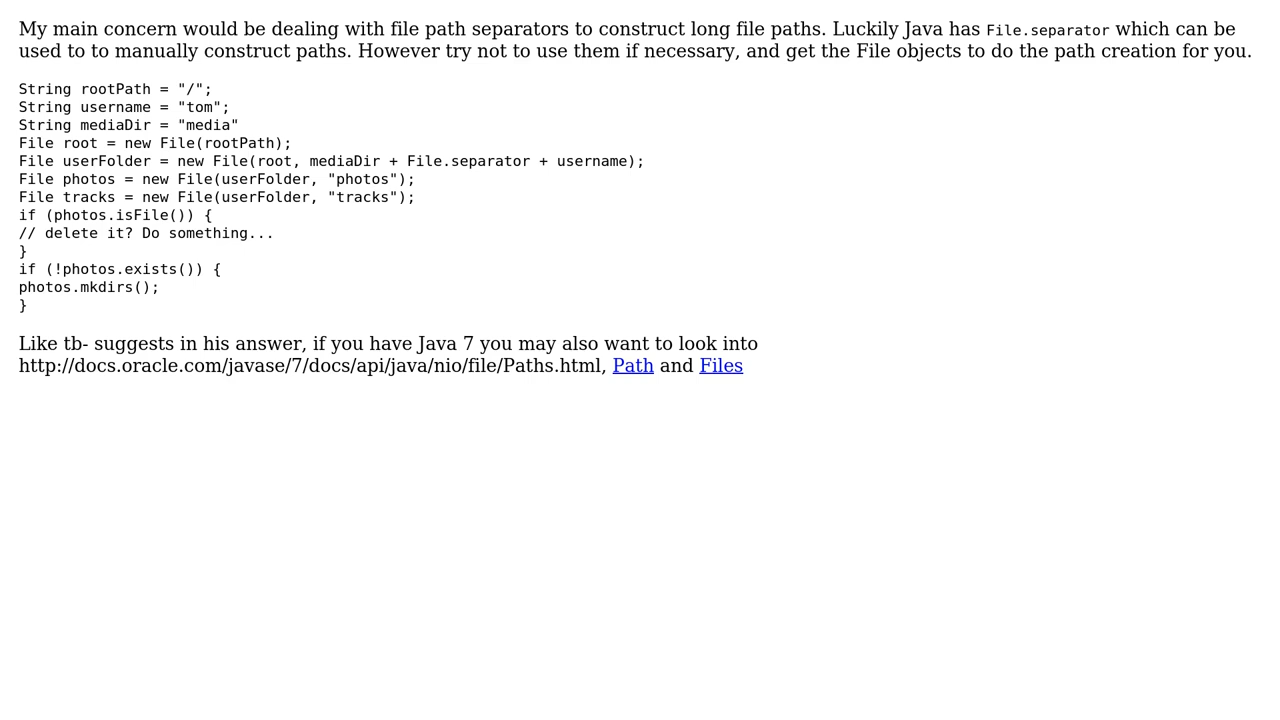 My main concern would be dealing with file path separators to construct long file paths. Luckily Java has File.separator which can be
used to to manually construct paths. However try not to use them if necessary, and get the File objects to do the path creation for you.
String rootPath = "/";
String username = "tom";
String mediaDir = "media"
File root = new File(rootPath);
File userFolder = new File(root, mediaDir + File.separator + username);
File photos = new File(userFolder, "photos");
File tracks = new File(userFolder, "tracks");
if (photos.isFile()) {
// delete it? Do something...
}
if (!photos.exists()) {
photos.mkdirs();
}
Like tb- suggests in his answer, if you have Java 7 you may also want to look into
http://docs.oracle.com/javase/7/docs/api/java/nio/file/Paths.html, Path and Files